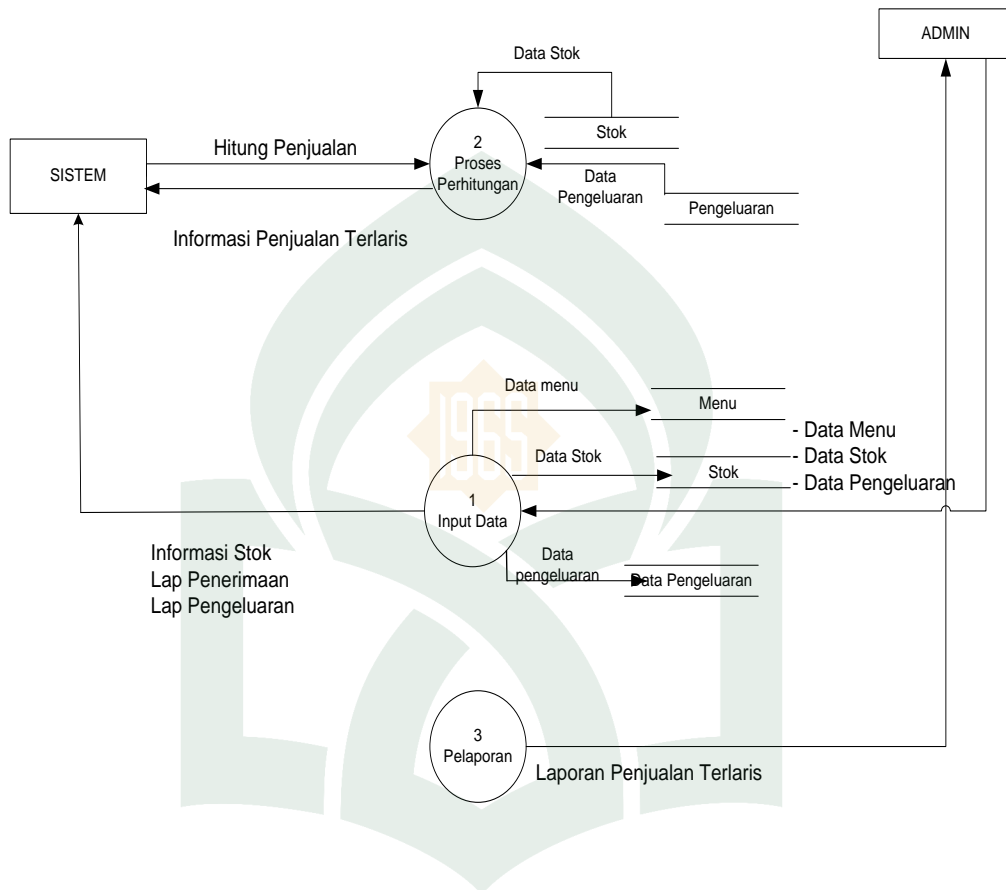 ADMIN
Data Stok
Stok
2
Proses
Perhitungan
Hitung Penjualan
SISTEM
Data
Pengeluaran
Pengeluaran
Informasi Penjualan Terlaris
Data menu
Menu
- Data Menu
- Data Stok
- Data Pengeluaran
Data Stok
Stok
1965
1
Input Data
Informasi Stok
Lap Penerimaan
Lap Pengeluaran
Data
pengeluaran
Data Pengeluaran
3
Pelaporan
Laporan Penjualan Terlaris